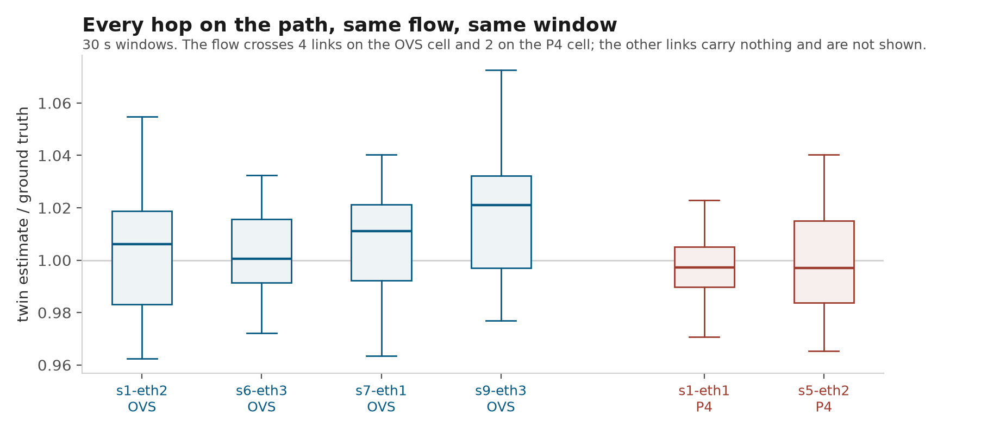 Every hop on the path, same flow, same window
30 s windows. The flow crosses 4 links on the OVS cell and 2 on the P4 cell; the other links carry nothing and are not shown.
twin estimate / ground truth
1.06
1.04
1.02
1.00
0.98
0.96
s1-eth2 s6-eth3 s7-eth1 s9-eth3 s1-eth1 s5-eth2
OVS OVS OVS OVS P4 P4